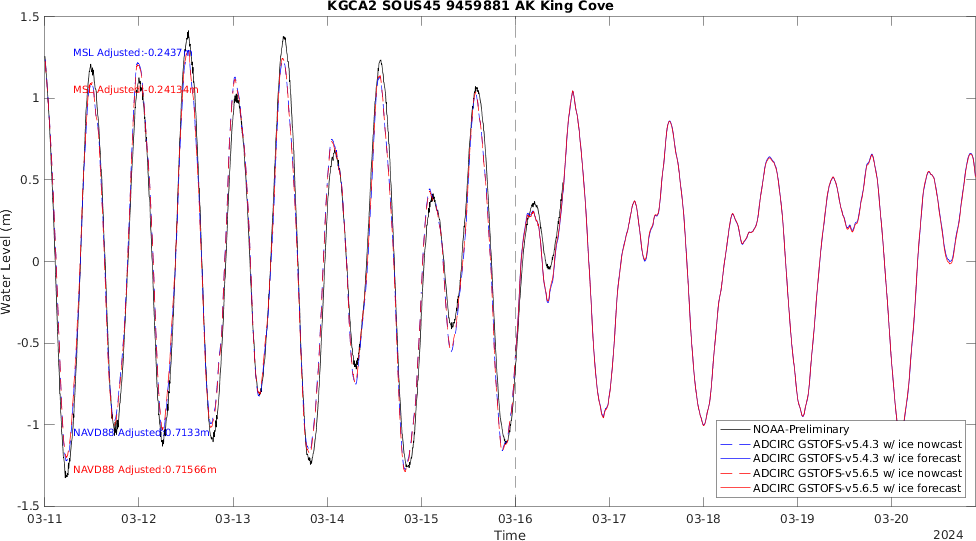 KGCA2 SOUS45 9459881 AK King Cove
1.5
1
0.5
0
-0.5
-1
-1.5
Water Level (m)
MSL Adjusted:-0.2437
MSL Adjusted:-0.24134m
NAVD88 Adjusted:0.7133m
NAVD88 Adjusted:0.71566m
NOAA-Preliminary
ADCIRC GSTOFS-v5.4.3 w/ ice nowcast
ADCIRC GSTOFS-v5.4.3 w/ ice forecast
ADCIRC GSTOFS-v5.6.5 w/ ice nowcast
ADCIRC GSTOFS-v5.6.5 w/ ice forecast
03-11 03-12 03-13 03-14 03-15 03-16 03-17 03-18 03-19 03-20
Time
2024